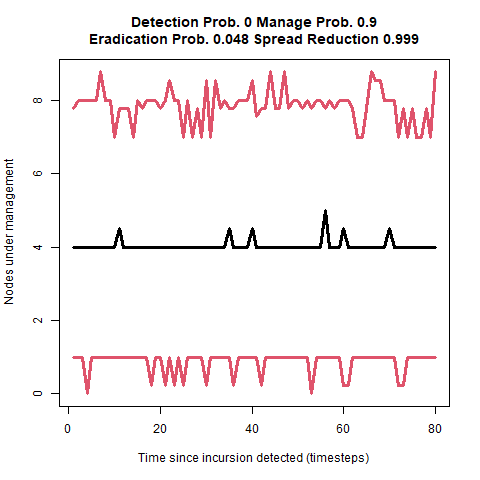 Detection Prob. 0 Manage Prob. 0.9
Eradication Prob. 0.048 Spread Reduction 0.999
Nodes under management
8
6
4
2
0
0 20 40 60 80
Time since incursion detected (timesteps)